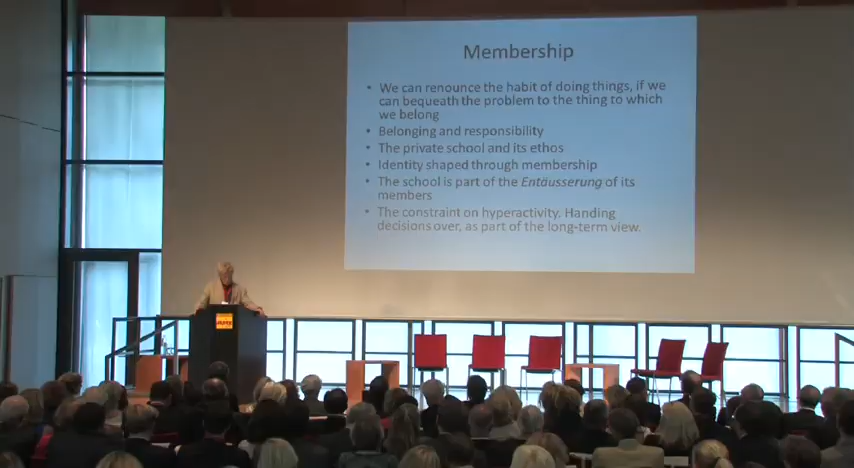 Membership
• We can renounce the habit of doing things, if we
can bequeath the problem to the thing to which
we belong
• Belonging and responsibility
• The private school and its ethos
• Identity shaped through membership
• The school is part of the Entäusserung of its
members
• The constraint on hyperactivity. Handing
decisions over, as part of the long-term view.